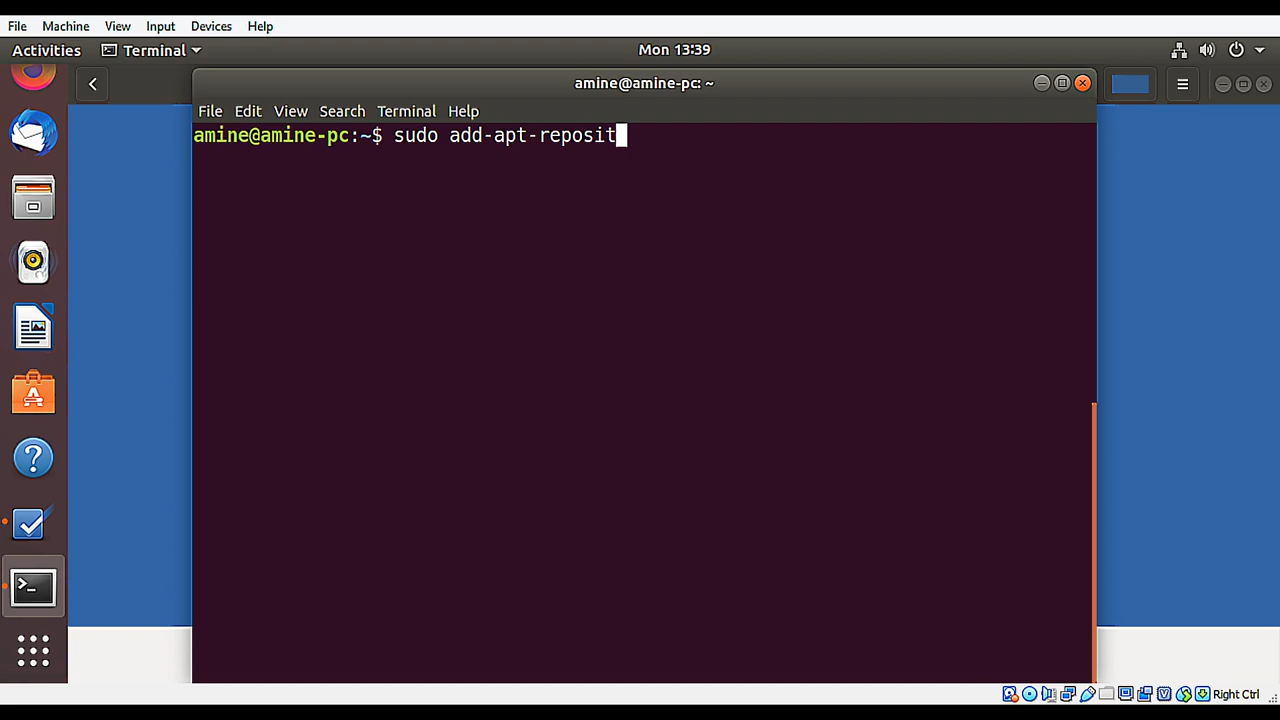 File Machine View Input Devices Help
Activities Terminal Mon 13:39
amine@amine-pc: ~
File Edit View Search Terminal Help
amine@amine-pc:~$ sudo add-apt-reposit
Right Ctrl